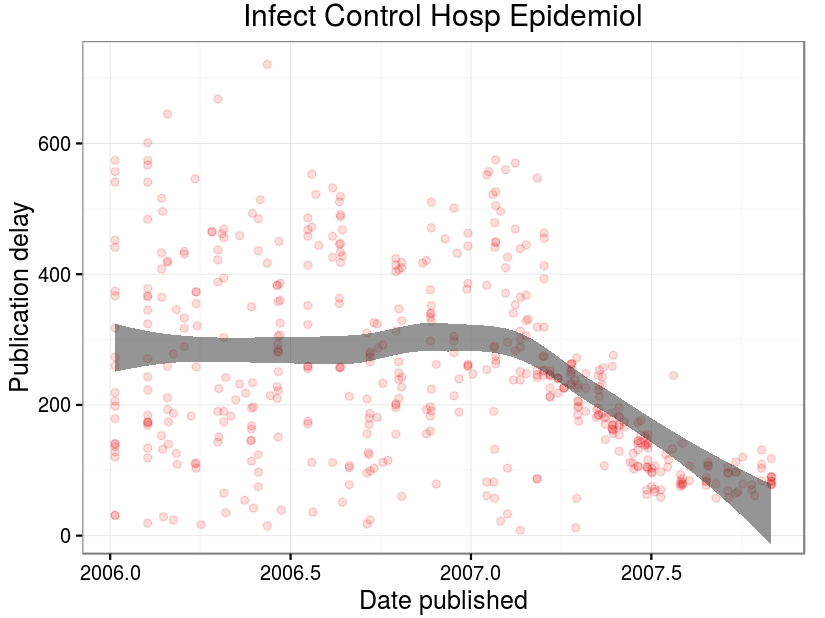 Infect Control Hosp Epidemiol
Publication delay
600
400
200
0
2006.0 2006.5 2007.0 2007.5
Date published